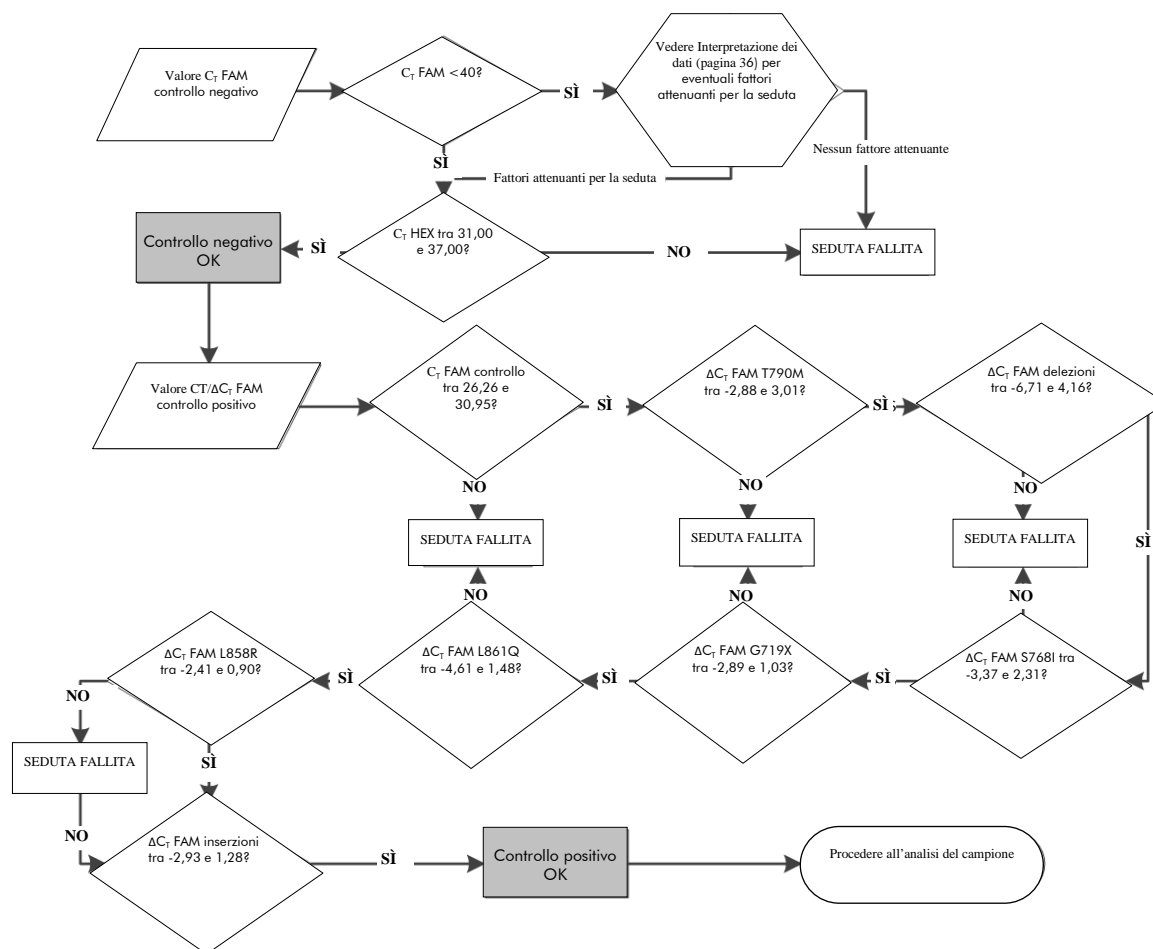 Valore CT FAM
controllo negativo
CT FAM <40?
SÌ
Vedere Interpretazione dei
dati (pagina 36) per
eventuali fattori
attenuanti per la seduta
Nessun fattore attenuante
SÌ
Fattori attenuanti per la seduta
Controllo negativo
OK
SÌ
CT HEX tra 31,00
e 37,00?
NO
SEDUTA FALLITA
Valore CT/ΔCT FAM
controllo positivo
CT FAM controllo
tra 26,26 e
30,95?
SÌ
ΔCT FAM T790M
tra -2,88 e 3,01?
SÌ
ΔCT FAM delezioni
tra -6,71 e 4,16?
NO
NO
NO
SEDUTA FALLITA
SEDUTA FALLITA
SEDUTA FALLITA
SÌ
NO
NO
NO
ΔCT FAM L858R
tra -2,41 e 0,90?
SÌ
ΔCT FAM L861Q
tra -4,61 e 1,48?
SÌ
ΔCT FAM G719X
tra -2,89 e 1,03?
SÌ
ΔCT FAM S768I tra
-3,37 e 2,31?
NO
SEDUTA FALLITA
SÌ
NO
ΔCT FAM inserzioni
tra -2,93 e 1,28?
SÌ
Controllo positivo
OK
Procedere all'analisi del campione